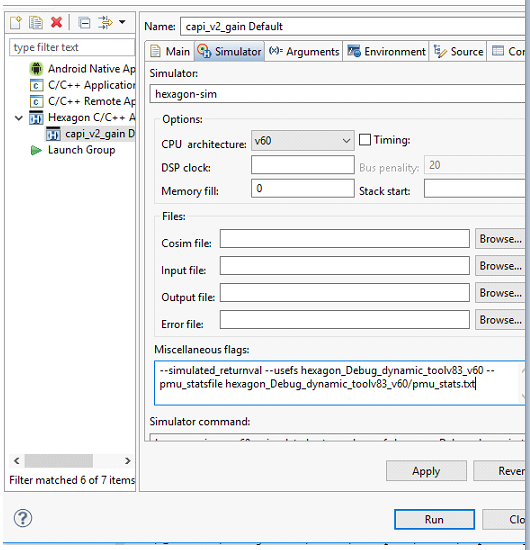 Name: capi_v2_gain Default
type filter text
Android Native Ap
C/C++ Application
C/C++ Remote Ap
Hexagon C/C++ A
capi_v2_gain D
Launch Group
Filter matched 6 of 7 items
Main Simulator (x)= Arguments Environment Source Con
Simulator:
hexagon-sim
Options:
CPU architecture: v60 Timing:
DSP clock: Bus penality: 20
Memory fill: 0 Stack start:
Files:
Cosim file: Browse...
Input file: Browse...
Output file: Browse...
Error file: Browse...
Miscellaneous flags:
--simulated_returnval --usefs hexagon_Debug_dynamic_toolv83_v60 --
pmu_statsfile hexagon_Debug_dynamic_toolv83_v60/pmu_stats.txt
Simulator command:
Apply Rever
Run Clo